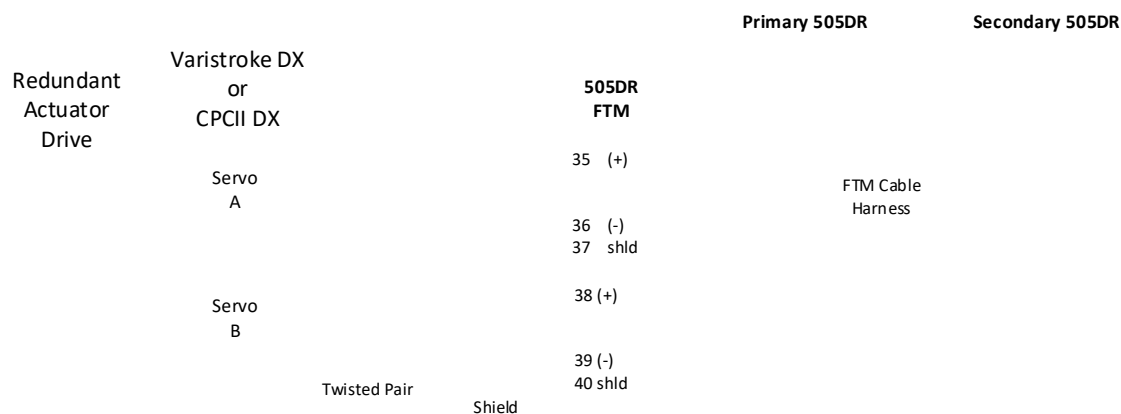 Primary 505DR
Secondary 505DR
Redundant
Actuator
Drive
Varistroke DX
or
CPCII DX
505DR
FTM
35 (+)
Servo
A
FTM Cable
Harness
36 (-)
37 shld
38 (+)
Servo
B
39 (-)
40 shld
Twisted Pair
Shield